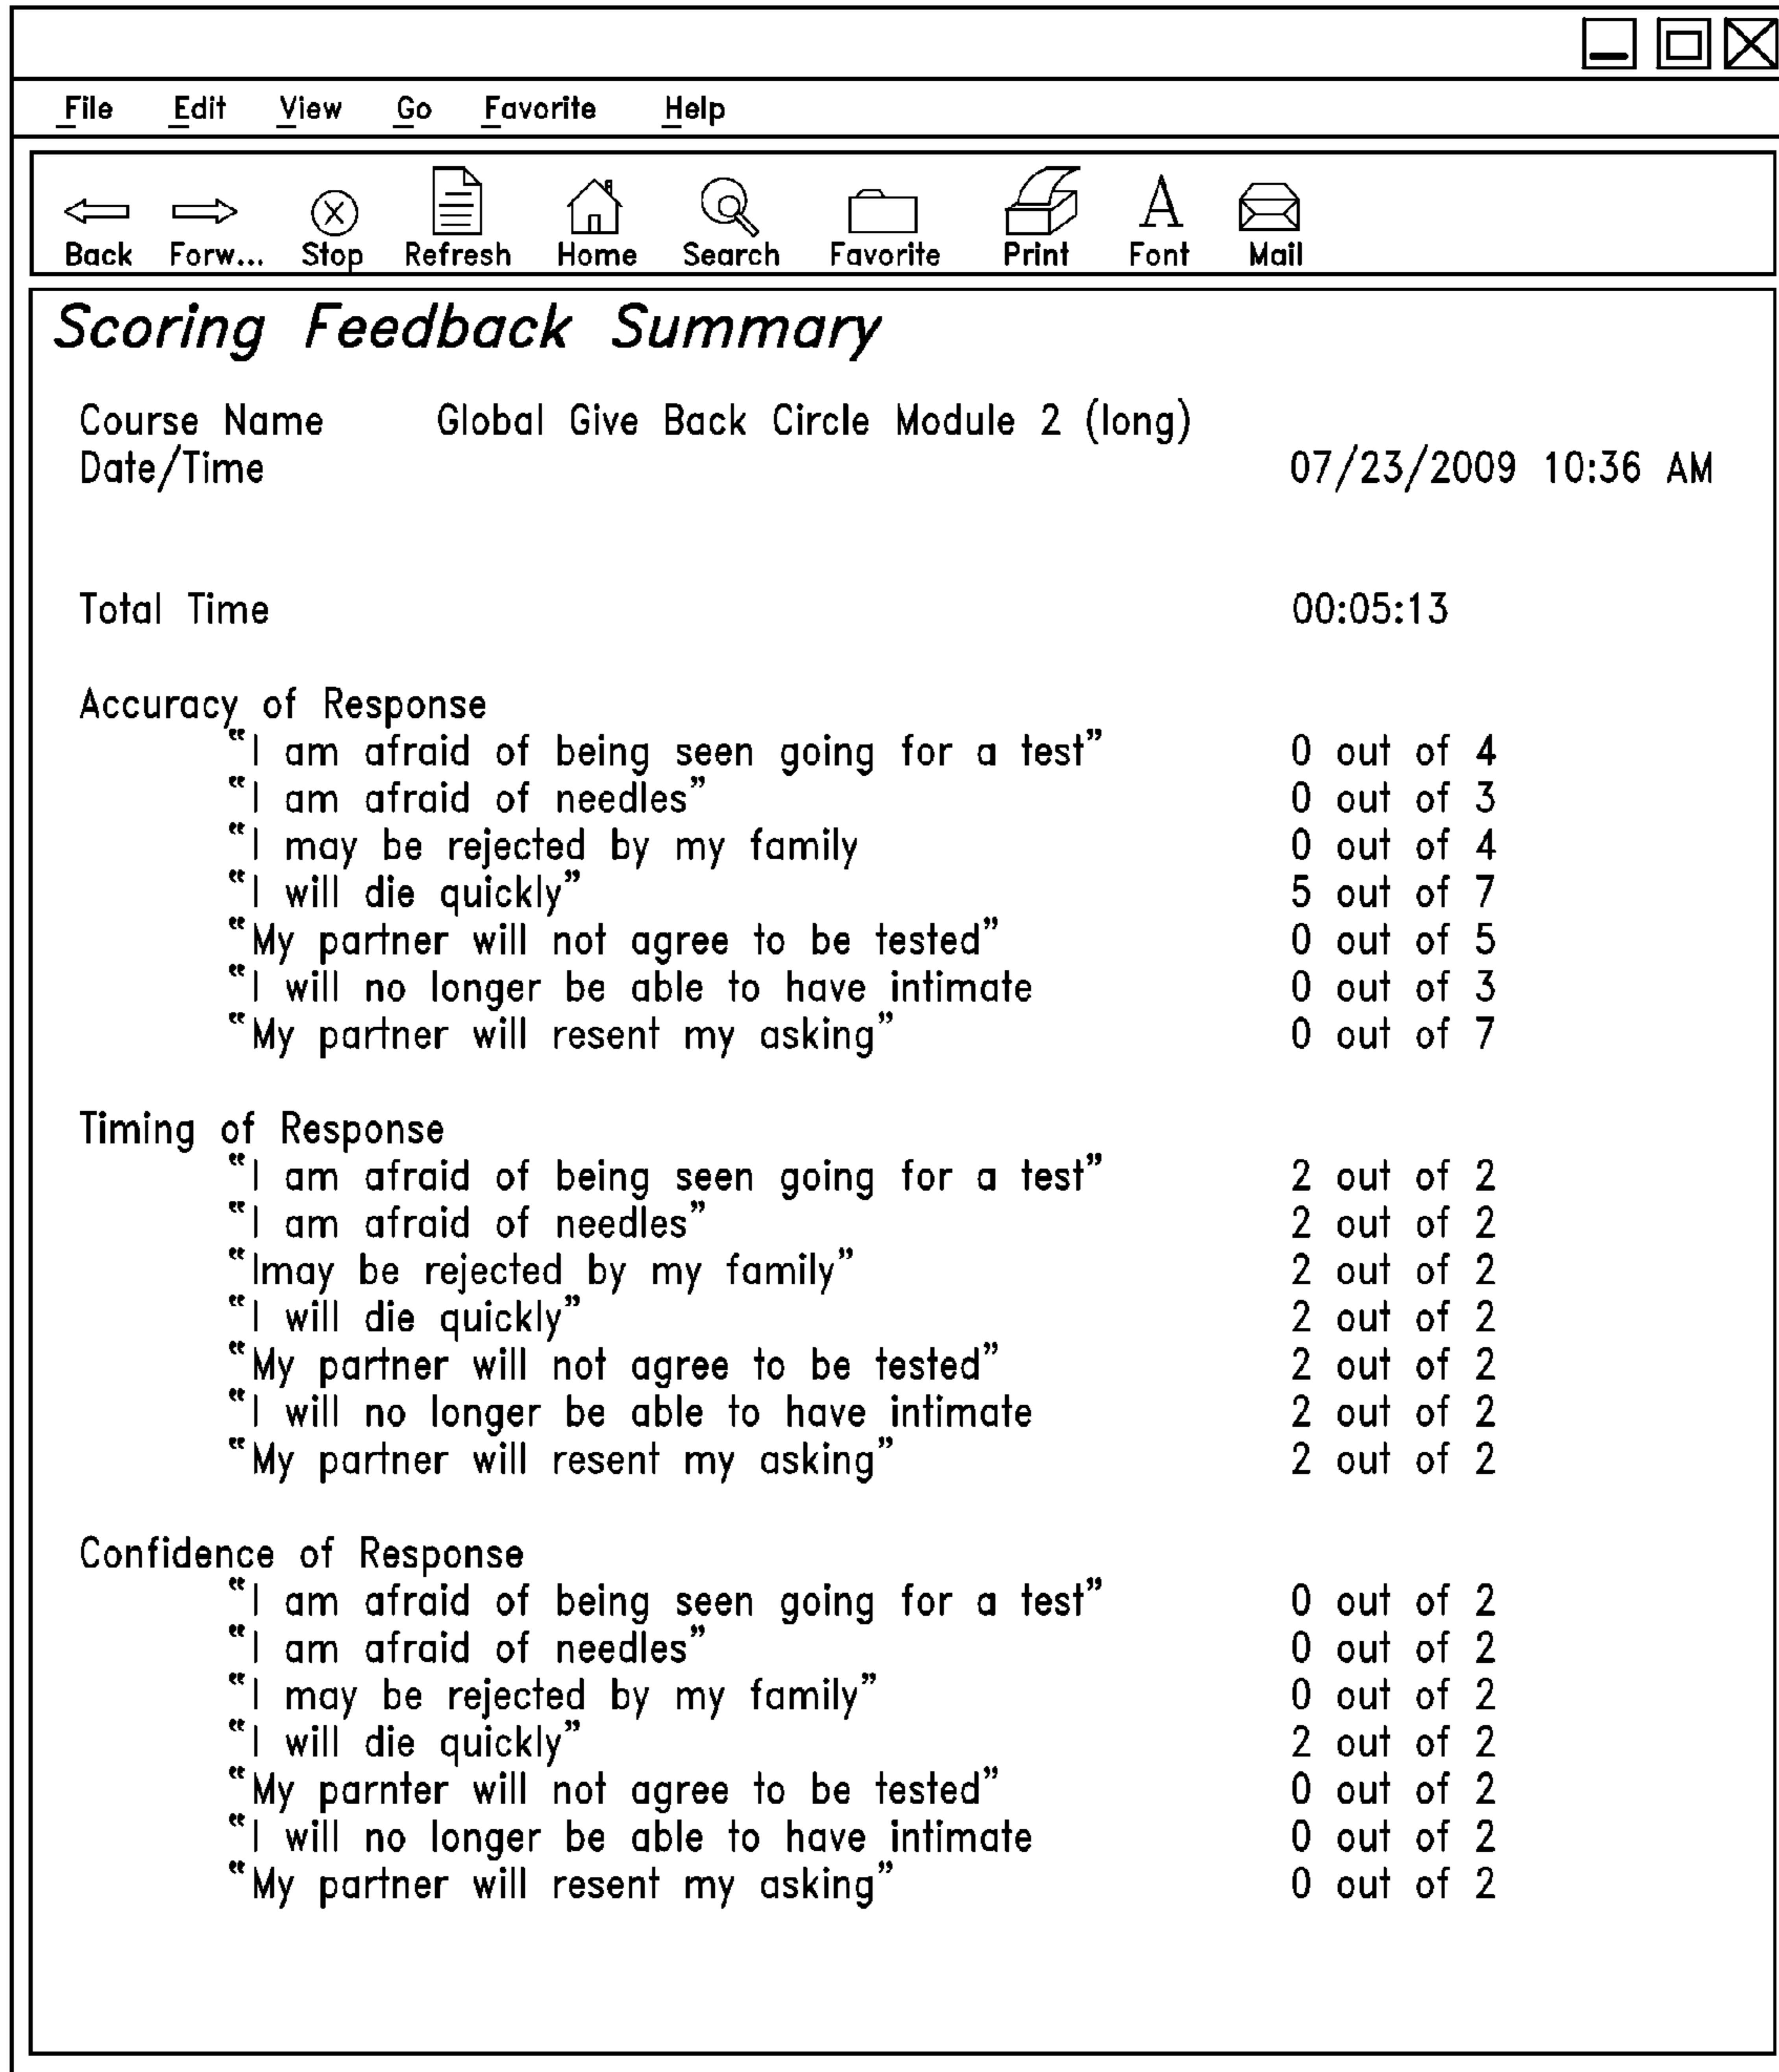 File Edit View Go Favorite Help
Back Forw... Stop Refresh Home Search Favorite Print Font Mail
Scoring Feedback Summary
Course Name Global Give Back Circle Module 2 (long)
Date/Time 07/23/2009 10:36 AM
Total Time 00:05:13
Accuracy of Response
“I am afraid of being seen going for a test” 0 out of 4
“I am afraid of needles” 0 out of 3
“I may be rejected by my family 0 out of 4
“I will die quickly” 5 out of 7
“My partner will not agree to be tested” 0 out of 5
“I will no longer be able to have intimate 0 out of 3
“My partner will resent my asking” 0 out of 7
Timing of Response
“I am afraid of being seen going for a test” 2 out of 2
“I am afraid of needles” 2 out of 2
“Imay be rejected by my family” 2 out of 2
“I will die quickly” 2 out of 2
“My partner will not agree to be tested” 2 out of 2
“I will no longer be able to have intimate 2 out of 2
“My partner will resent my asking” 2 out of 2
Confidence of Response
“I am afraid of being seen going for a test” 0 out of 2
“I am afraid of needles” 0 out of 2
“I may be rejected by my family” 0 out of 2
“I will die quickly” 2 out of 2
“My parnter will not agree to be tested” 0 out of 2
“I will no longer be able to have intimate 0 out of 2
“My partner will resent my asking” 0 out of 2